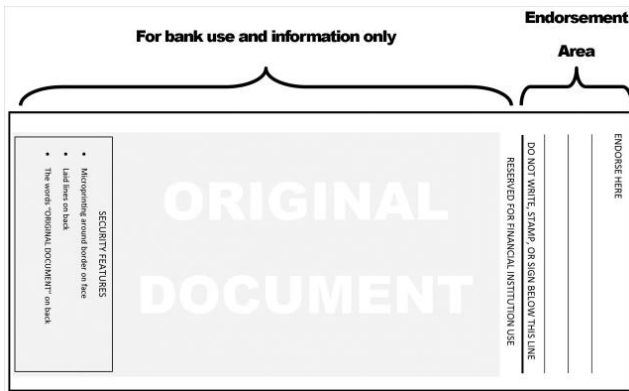 For bank use and information only
Endorsement
Area
ENDORSE HERE
DO NOT WRITE, STAMP, OR SIGN BELOW THIS LINE
RESERVED FOR FINANCIAL INSTITUTION USE
ORIGINAL
DOCUMENT
SECURITY FEATURES
• Microprinting around border on face
• Laid lines on back
• The words "ORIGINAL DOCUMENT" on back